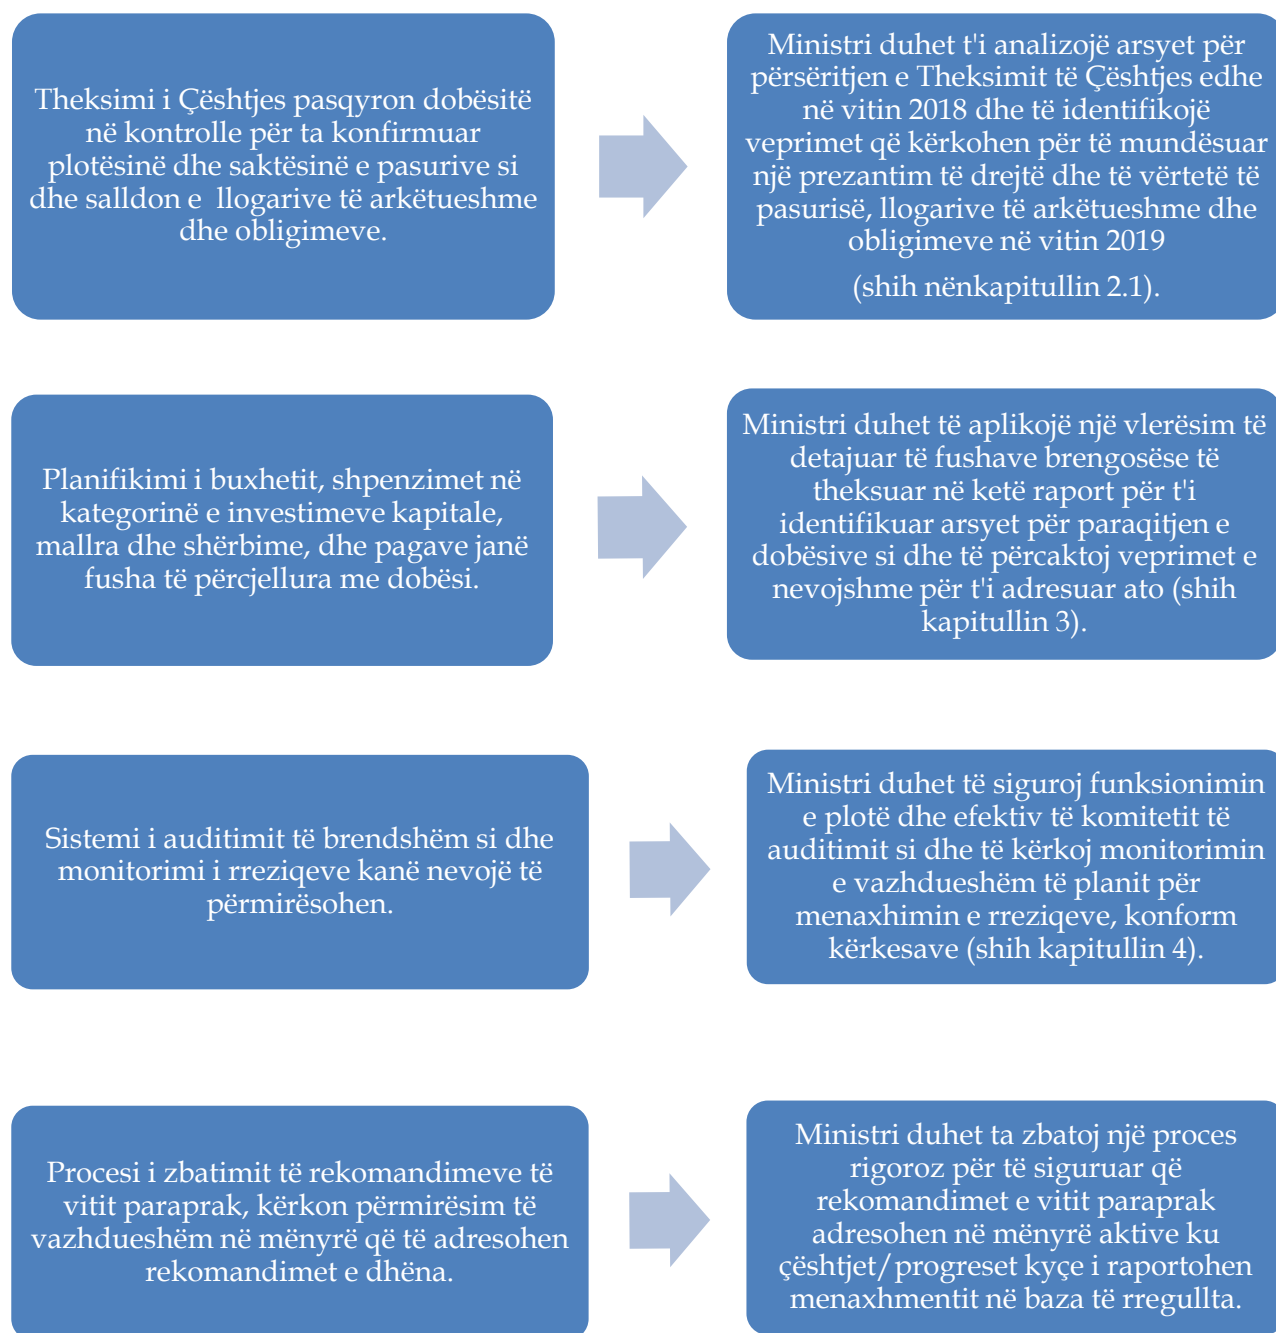 Theksimi i Çështjes pasqyron dobësitë
në kontrolle për ta konfirmuar
plotësinë dhe saktësinë e pasurive si
dhe salldon e  llogarive të arkëtueshme
dhe obligimeve.
Ministri duhet t'i analizojë arsyet për
përsëritjen e Theksimit të Çështjes edhe
në vitin 2018 dhe të identifikojë
veprimet që kërkohen për të mundësuar
një prezantim të drejtë dhe të vërtetë të
pasurisë, llogarive të arkëtueshme dhe
obligimeve në vitin 2019
(shih nënkapitullin 2.1).
Planifikimi i buxhetit, shpenzimet në
kategorinë e investimeve kapitale,
mallra dhe shërbime, dhe pagave janë
fusha të përcjellura me dobësi.
Ministri duhet të aplikojë një vlerësim të
detajuar të fushave brengosëse të
theksuar në ketë raport për t'i
identifikuar arsyet për paraqitjen e
dobësive si dhe të përcaktoj veprimet e
nevojshme për t'i adresuar ato (shih
kapitullin 3).
Sistemi i auditimit të brendshëm si dhe
monitorimi i rreziqeve kanë nevojë të
përmirësohen.
Ministri duhet të siguroj funksionimin
e plotë dhe efektiv të komitetit të
auditimit si dhe të kërkoj monitorimin
e vazhdueshëm të planit për
menaxhimin e rreziqeve, konform
kërkesave (shih kapitullin 4).
Procesi i zbatimit të rekomandimeve të
vitit paraprak, kërkon përmirësim të
vazhdueshëm në mënyrë që të adresohen
rekomandimet e dhëna.
Ministri duhet ta zbatoj një proces
rigoroz për të siguruar që
rekomandimet e vitit paraprak
adresohen në mënyrë aktive ku
çështjet/progreset kyçe i raportohen
menaxhmentit në baza të rregullta.